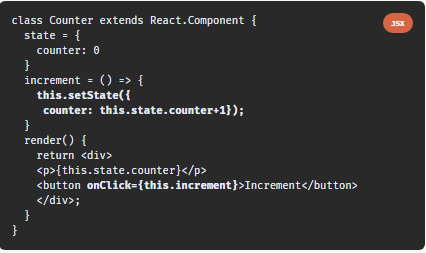 class Counter extends React.Component {
JSX
  state = {
    counter: 0
  }
  increment = () => {
    this.setState({
     counter: this.state.counter+1});
  }
  render() {
    return <div>
    <p>{this.state.counter}</p>
    <button onClick={this.increment}>Increment</button>
    </div>;
  }
}